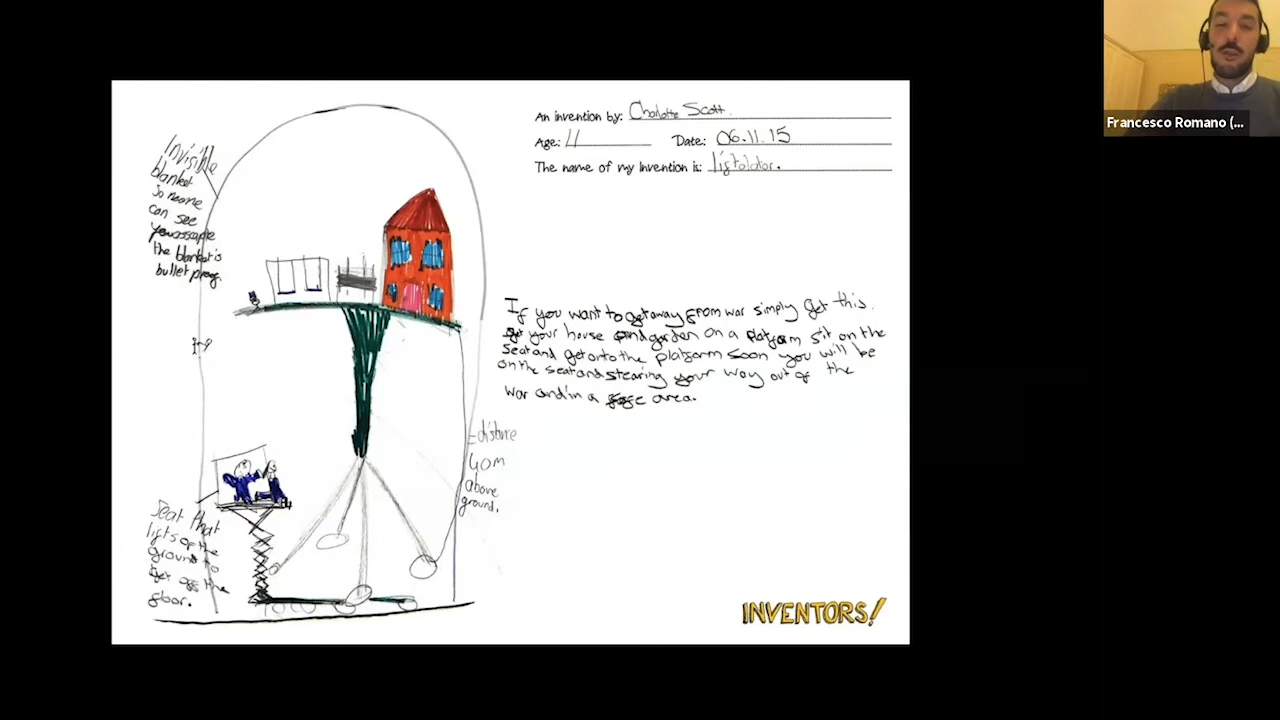 An invention by: Charlotte Scott.
Age: 11 Date: 06.11.15
The name of my invention is: liftolator.
Invisible
blanket
So noone
can see
the blanket is
bullet proof.
If you want to get away from war simply get this.
your house and garden on a platform sit on the
seat and get onto the platform soon you will be
on the seat and stearing your way out of the
war and in a safe area.
distance
40m
above
ground.
Seat that
lifts of the
ground to
get of the
floor.
INVENTORS!
Francesco Romano (...